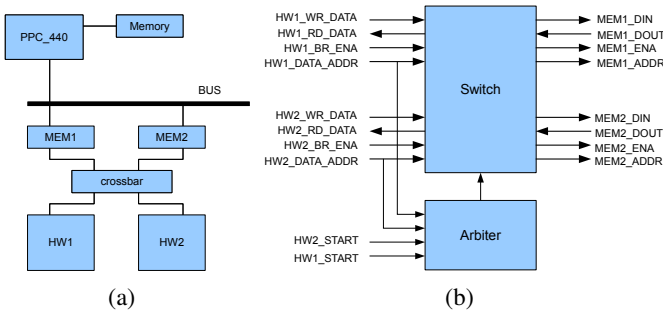 PPC_440
Memory
BUS
MEM1
MEM2
crossbar
HW1
HW2
(a)
HW1_WR_DATA
HW1_RD_DATA
HW1_BR_ENA
HW1_DATA_ADDR
HW2_WR_DATA
HW2_RD_DATA
HW2_BR_ENA
HW2_DATA_ADDR
HW2_START
HW1_START
Switch
Arbiter
MEM1_DIN
MEM1_DOUT
MEM1_ENA
MEM1_ADDR
MEM2_DIN
MEM2_DOUT
MEM2_ENA
MEM2_ADDR
(b)